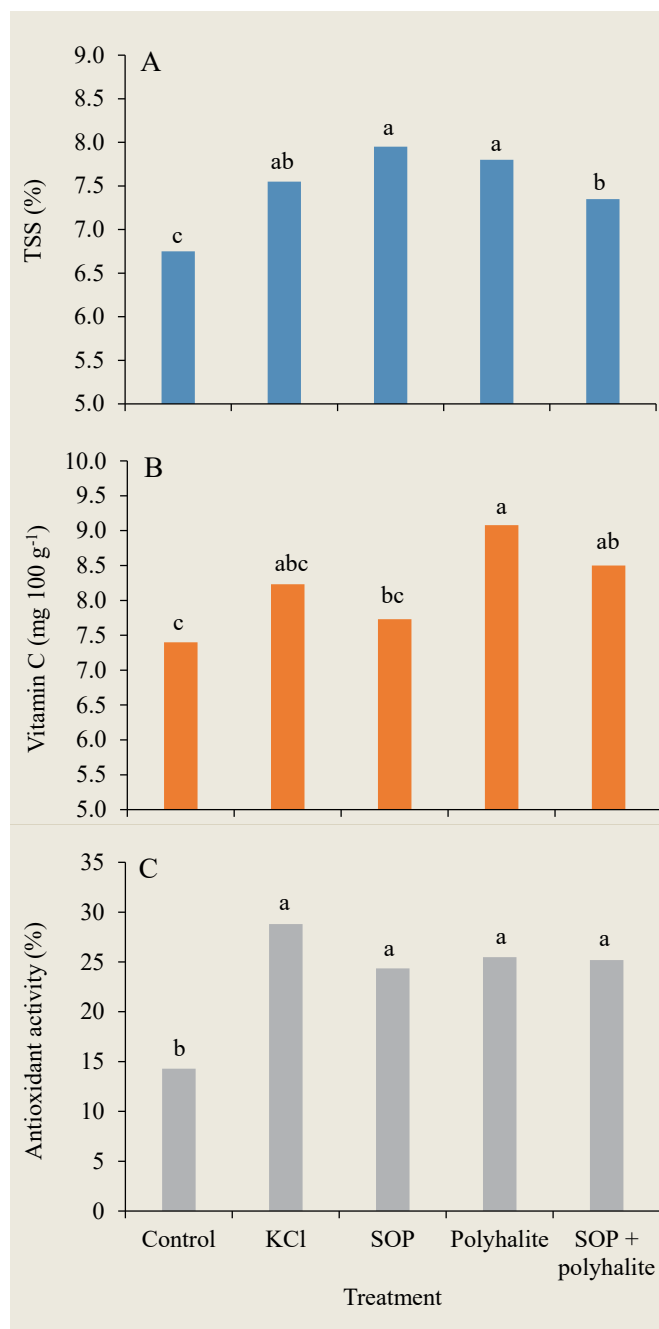 A
TSS (%)
9.0
8.5
8.0
7.5
7.0
6.5
6.0
5.5
5.0
c
ab
a
a
b
B
Vitamin C (mg 100 g-1)
10.0
9.5
9.0
8.5
8.0
7.5
7.0
6.5
6.0
5.5
5.0
c
abc
bc
a
ab
C
Antioxidant activity (%)
35
30
25
20
15
10
5
0
b
a
a
a
a
Control KCl SOP Polyhalite SOP +
polyhalite
Treatment